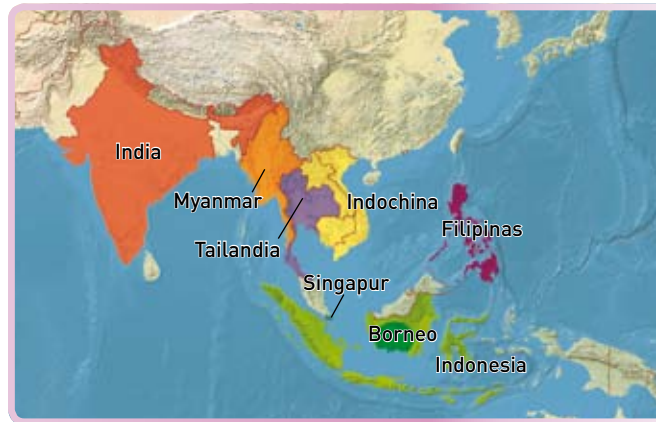 India
Myanmar
Indochina
Filipinas
Tailandia
Singapur
Borneo
Indonesia